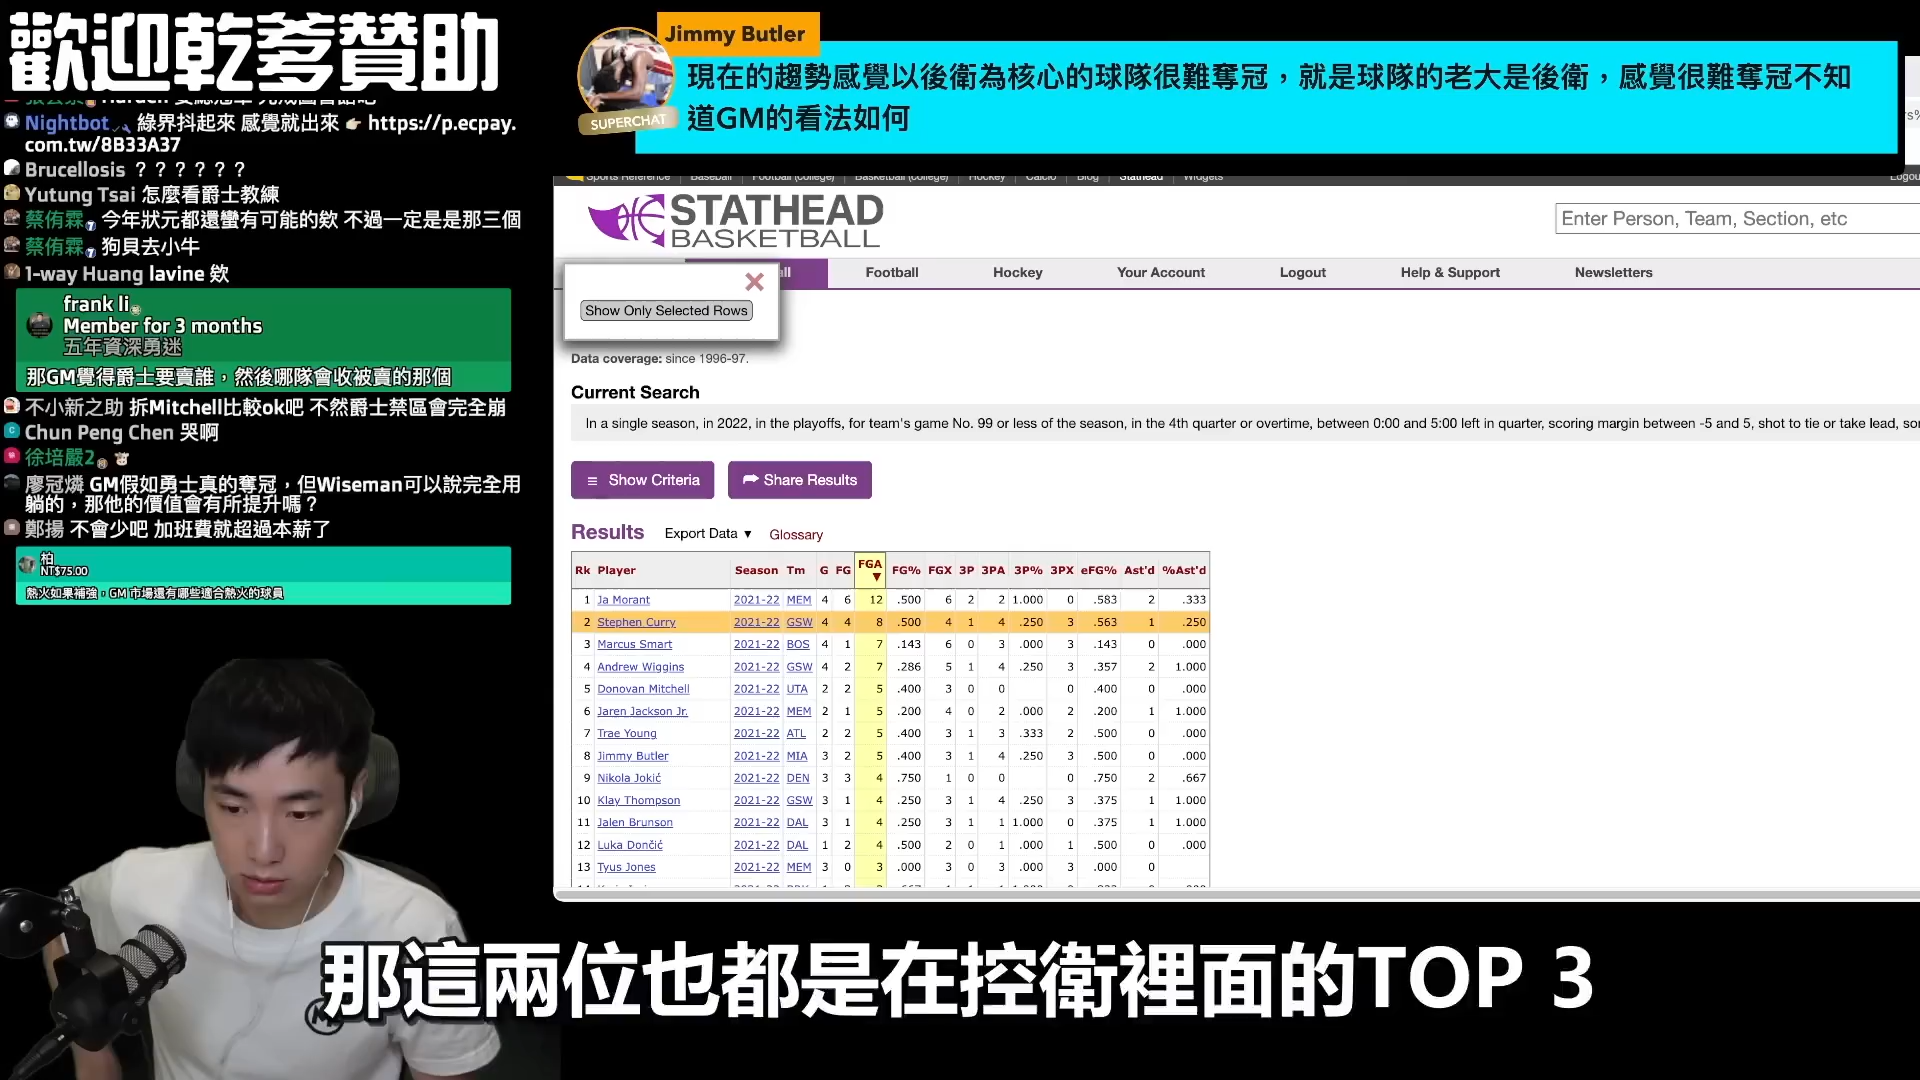 歡迎乾爹贊助
Nightbot 綠界抖起來 感覺就出來 👉 https://p.ecpay.
com.tw/8B33A37
Brucellosis ？？？？？？
Yutung Tsai 怎麼看爵士教練
蔡侑霖 今年狀元都還蠻有可能的欸 不過一定是是那三個
蔡侑霖 狗貝去小牛
1-way Huang lavine 欸
frank li
Member for 3 months
五年資深勇迷
那GM覺得爵士要賣誰，然後哪隊會收被賣的那個
不小新之助 拆Mitchell比較ok吧 不然爵士禁區會完全崩
Chun Peng Chen 哭啊
徐培嚴2
廖冠燐 GM假如勇士真的奪冠，但Wiseman可以說完全用
躺的，那他的價值會有所提升嗎？
鄭揚 不會少吧 加班費就超過本薪了
柏
NT$75.00
熱火如果補強，GM 市場還有哪些適合熱火的球員
Jimmy Butler
SUPERCHAT
現在的趨勢感覺以後衛為核心的球隊很難奪冠，就是球隊的老大是後衛，感覺很難奪冠不知
道GM的看法如何
Sports Reference Baseball Football (college) Basketball (college) Hockey Calcio Blog Stathead Widgets Logou
STATHEAD
BASKETBALL
Enter Person, Team, Section, etc
all Football Hockey Your Account Logout Help & Support Newsletters
Show Only Selected Rows
Data coverage: since 1996-97.
Current Search
In a single season, in 2022, in the playoffs, for team's game No. 99 or less of the season, in the 4th quarter or overtime, between 0:00 and 5:00 left in quarter, scoring margin between -5 and 5, shot to tie or take lead, so
Show Criteria Share Results
Results Export Data ▼ Glossary
Rk Player Season Tm G FG FGA ▼ FG% FGX 3P 3PA 3P% 3PX eFG% Ast'd %Ast'd
1 Ja Morant 2021-22 MEM 4 6 12 .500 6 2 2 1.000 0 .583 2 .333
2 Stephen Curry 2021-22 GSW 4 4 8 .500 4 1 4 .250 3 .563 1 .250
3 Marcus Smart 2021-22 BOS 4 1 7 .143 6 0 3 .000 3 .143 0 .000
4 Andrew Wiggins 2021-22 GSW 4 2 7 .286 5 1 4 .250 3 .357 2 1.000
5 Donovan Mitchell 2021-22 UTA 2 2 5 .400 3 0 0 0 .400 0 .000
6 Jaren Jackson Jr. 2021-22 MEM 2 1 5 .200 4 0 2 .000 2 .200 1 1.000
7 Trae Young 2021-22 ATL 2 2 5 .400 3 1 3 .333 2 .500 0 .000
8 Jimmy Butler 2021-22 MIA 3 2 5 .400 3 1 4 .250 3 .500 0 .000
9 Nikola Jokić 2021-22 DEN 3 3 4 .750 1 0 0 0 .750 2 .667
10 Klay Thompson 2021-22 GSW 3 1 4 .250 3 1 4 .250 3 .375 1 1.000
11 Jalen Brunson 2021-22 DAL 3 1 4 .250 3 1 1 1.000 0 .375 1 1.000
12 Luka Dončić 2021-22 DAL 1 2 4 .500 2 0 1 .000 1 .500 0 .000
13 Tyus Jones 2021-22 MEM 3 0 3 .000 3 0 3 .000 3 .000 0
那這兩位也都是在控衛裡面的TOP 3